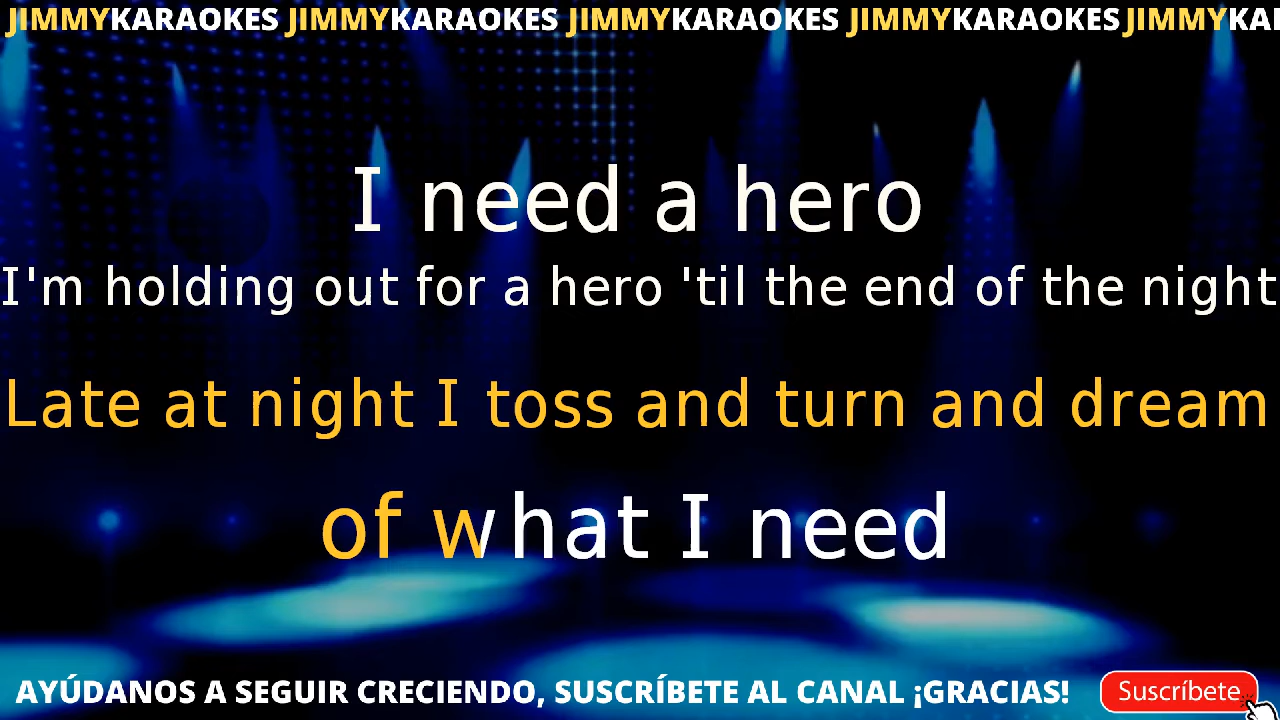 JIMMYKARAOKES JIMMYKARAOKES JIMMYKARAOKES JIMMYKARAOKES JIMMYKA
I need a hero
I'm holding out for a hero 'til the end of the night
Late at night I toss and turn and dream
of what I need
AYÚDANOS A SEGUIR CRECIENDO, SUSCRÍBETE AL CANAL ¡GRACIAS! Suscríbete